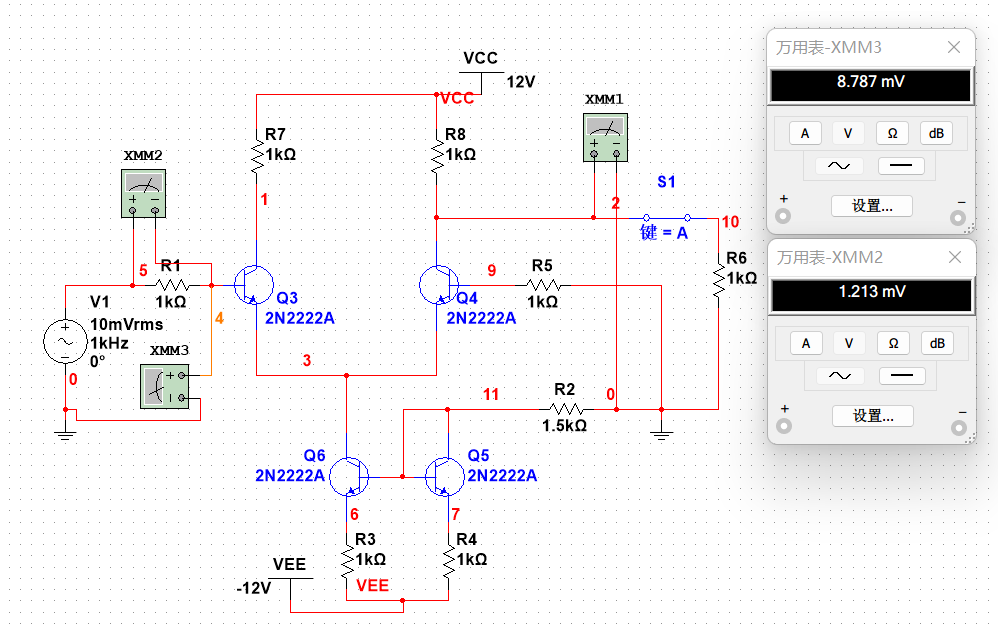 VCC
12V
VCC
XMM1
XMM2
R7
1kΩ
R8
1kΩ
S1
1
2
10
键 = A
5
R1
1kΩ
9
R5
1kΩ
R6
1kΩ
V1
10mVrms
1kHz
0°
Q3
2N2222A
Q4
2N2222A
4
XMM3
0
3
11
R2
1.5kΩ
0
Q6
2N2222A
Q5
2N2222A
6
7
R3
1kΩ
R4
1kΩ
VEE
-12V
VEE
万用表-XMM3
8.787 mV
A
V
Ω
dB
+
设置...
−
万用表-XMM2
1.213 mV
A
V
Ω
dB
+
设置...
−